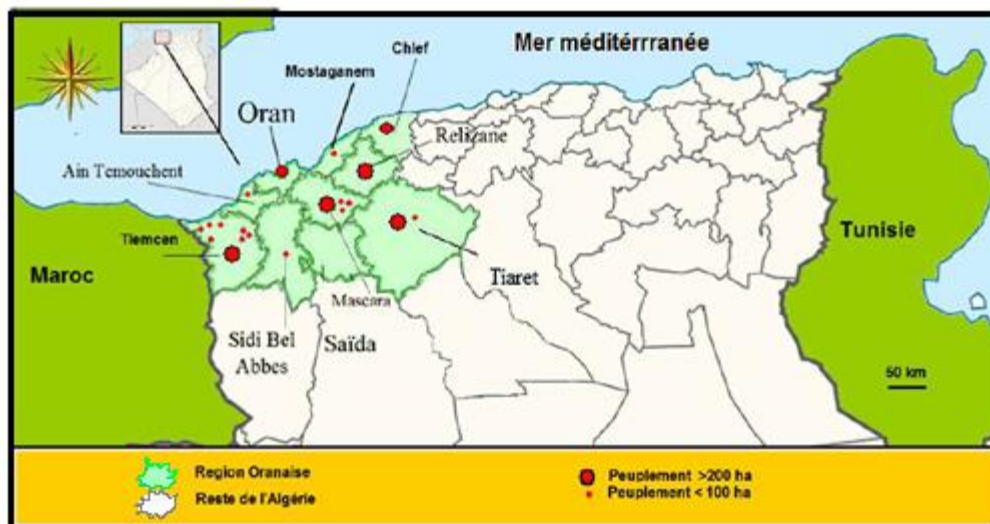 Mer méditérrranée
Chlef
Mostaganem
Oran
Relizane
Ain Temouchent
Tlemcen
Maroc
Tunisie
Tiaret
Mascara
Sidi Bel
Abbes
Saïda
50 km
Region Oranaise
Reste de l'Algérie
Peuplement >200 ha
Peuplement < 100 ha